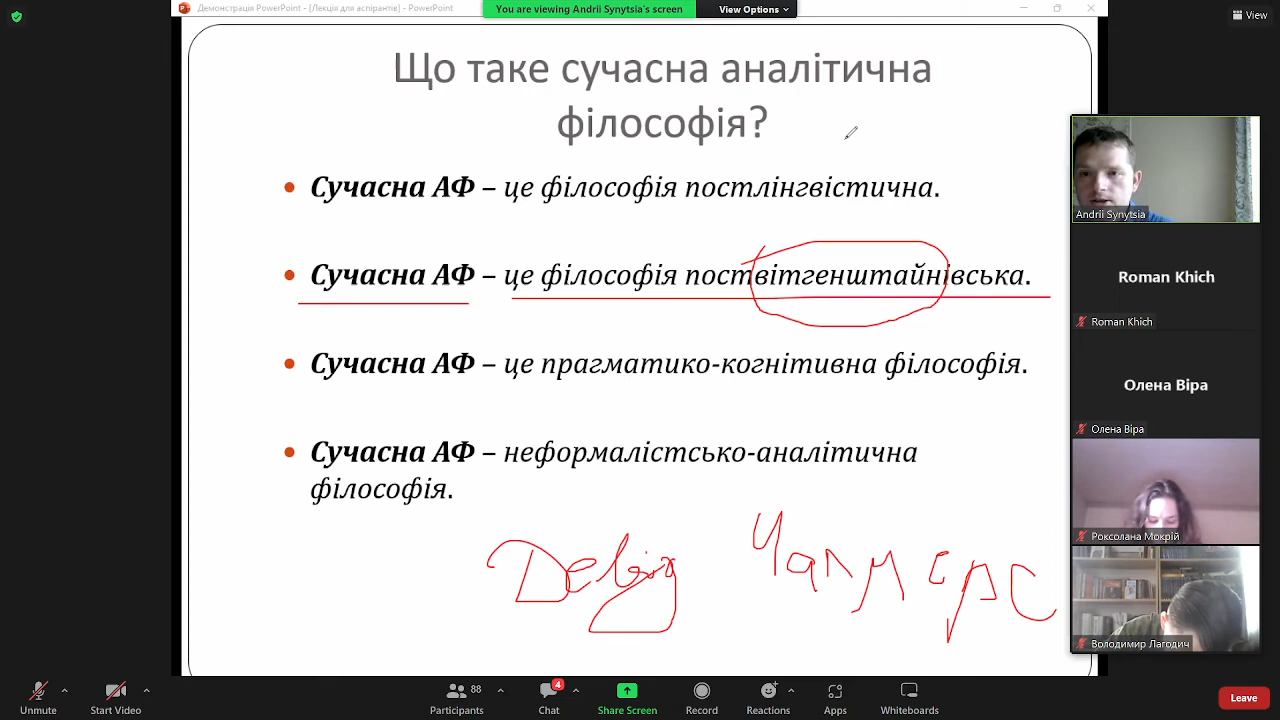 Демонстрація PowerPoint - [Лекція для аспірантів] - PowerPoint
You are viewing Andrii Synytsia's screen
View Options
View
Що таке сучасна аналітична
філософія?
• Сучасна АФ – це філософія постлінгвістична.
• Сучасна АФ – це філософія поствітгенштайнівська.
• Сучасна АФ – це прагматико-когнітивна філософія.
• Сучасна АФ – неформалістсько-аналітична
філософія.
Девід Чалмерс
Andrii Synytsia
Roman Khich
Roman Khich
Олена Віра
Олена Віра
Роксолана Мокрій
Володимир Лагодич
Unmute
Start Video
88
Participants
4
Chat
Share Screen
Record
Reactions
Apps
Whiteboards
Leave